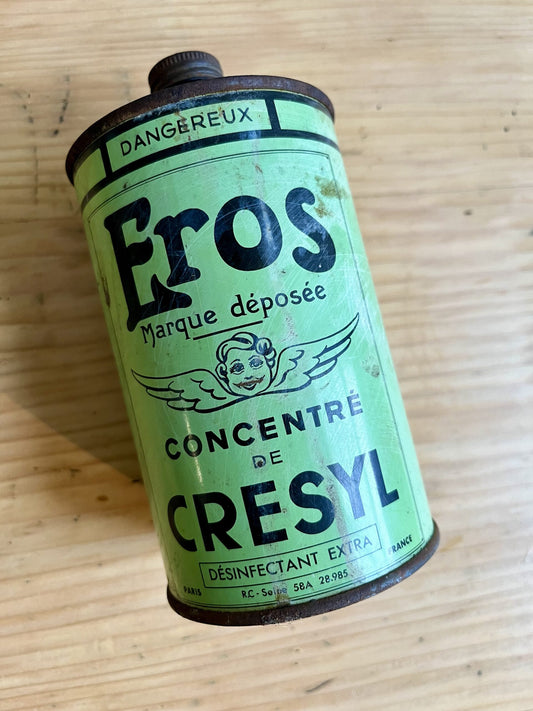 DANGEREUX
Eros
Marque déposée
CONCENTRÉ
DE
CRESYL
DÉSINFECTANT EXTRA
PARIS R.C - Seine 58A 28.985 FRANCE